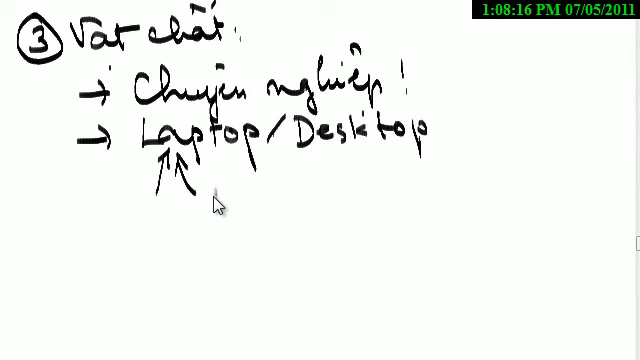 1:08:16 PM 07/05/2011
③ Vật chất:
→ Chuyên nghiệp!
→ Laptop/Desktop